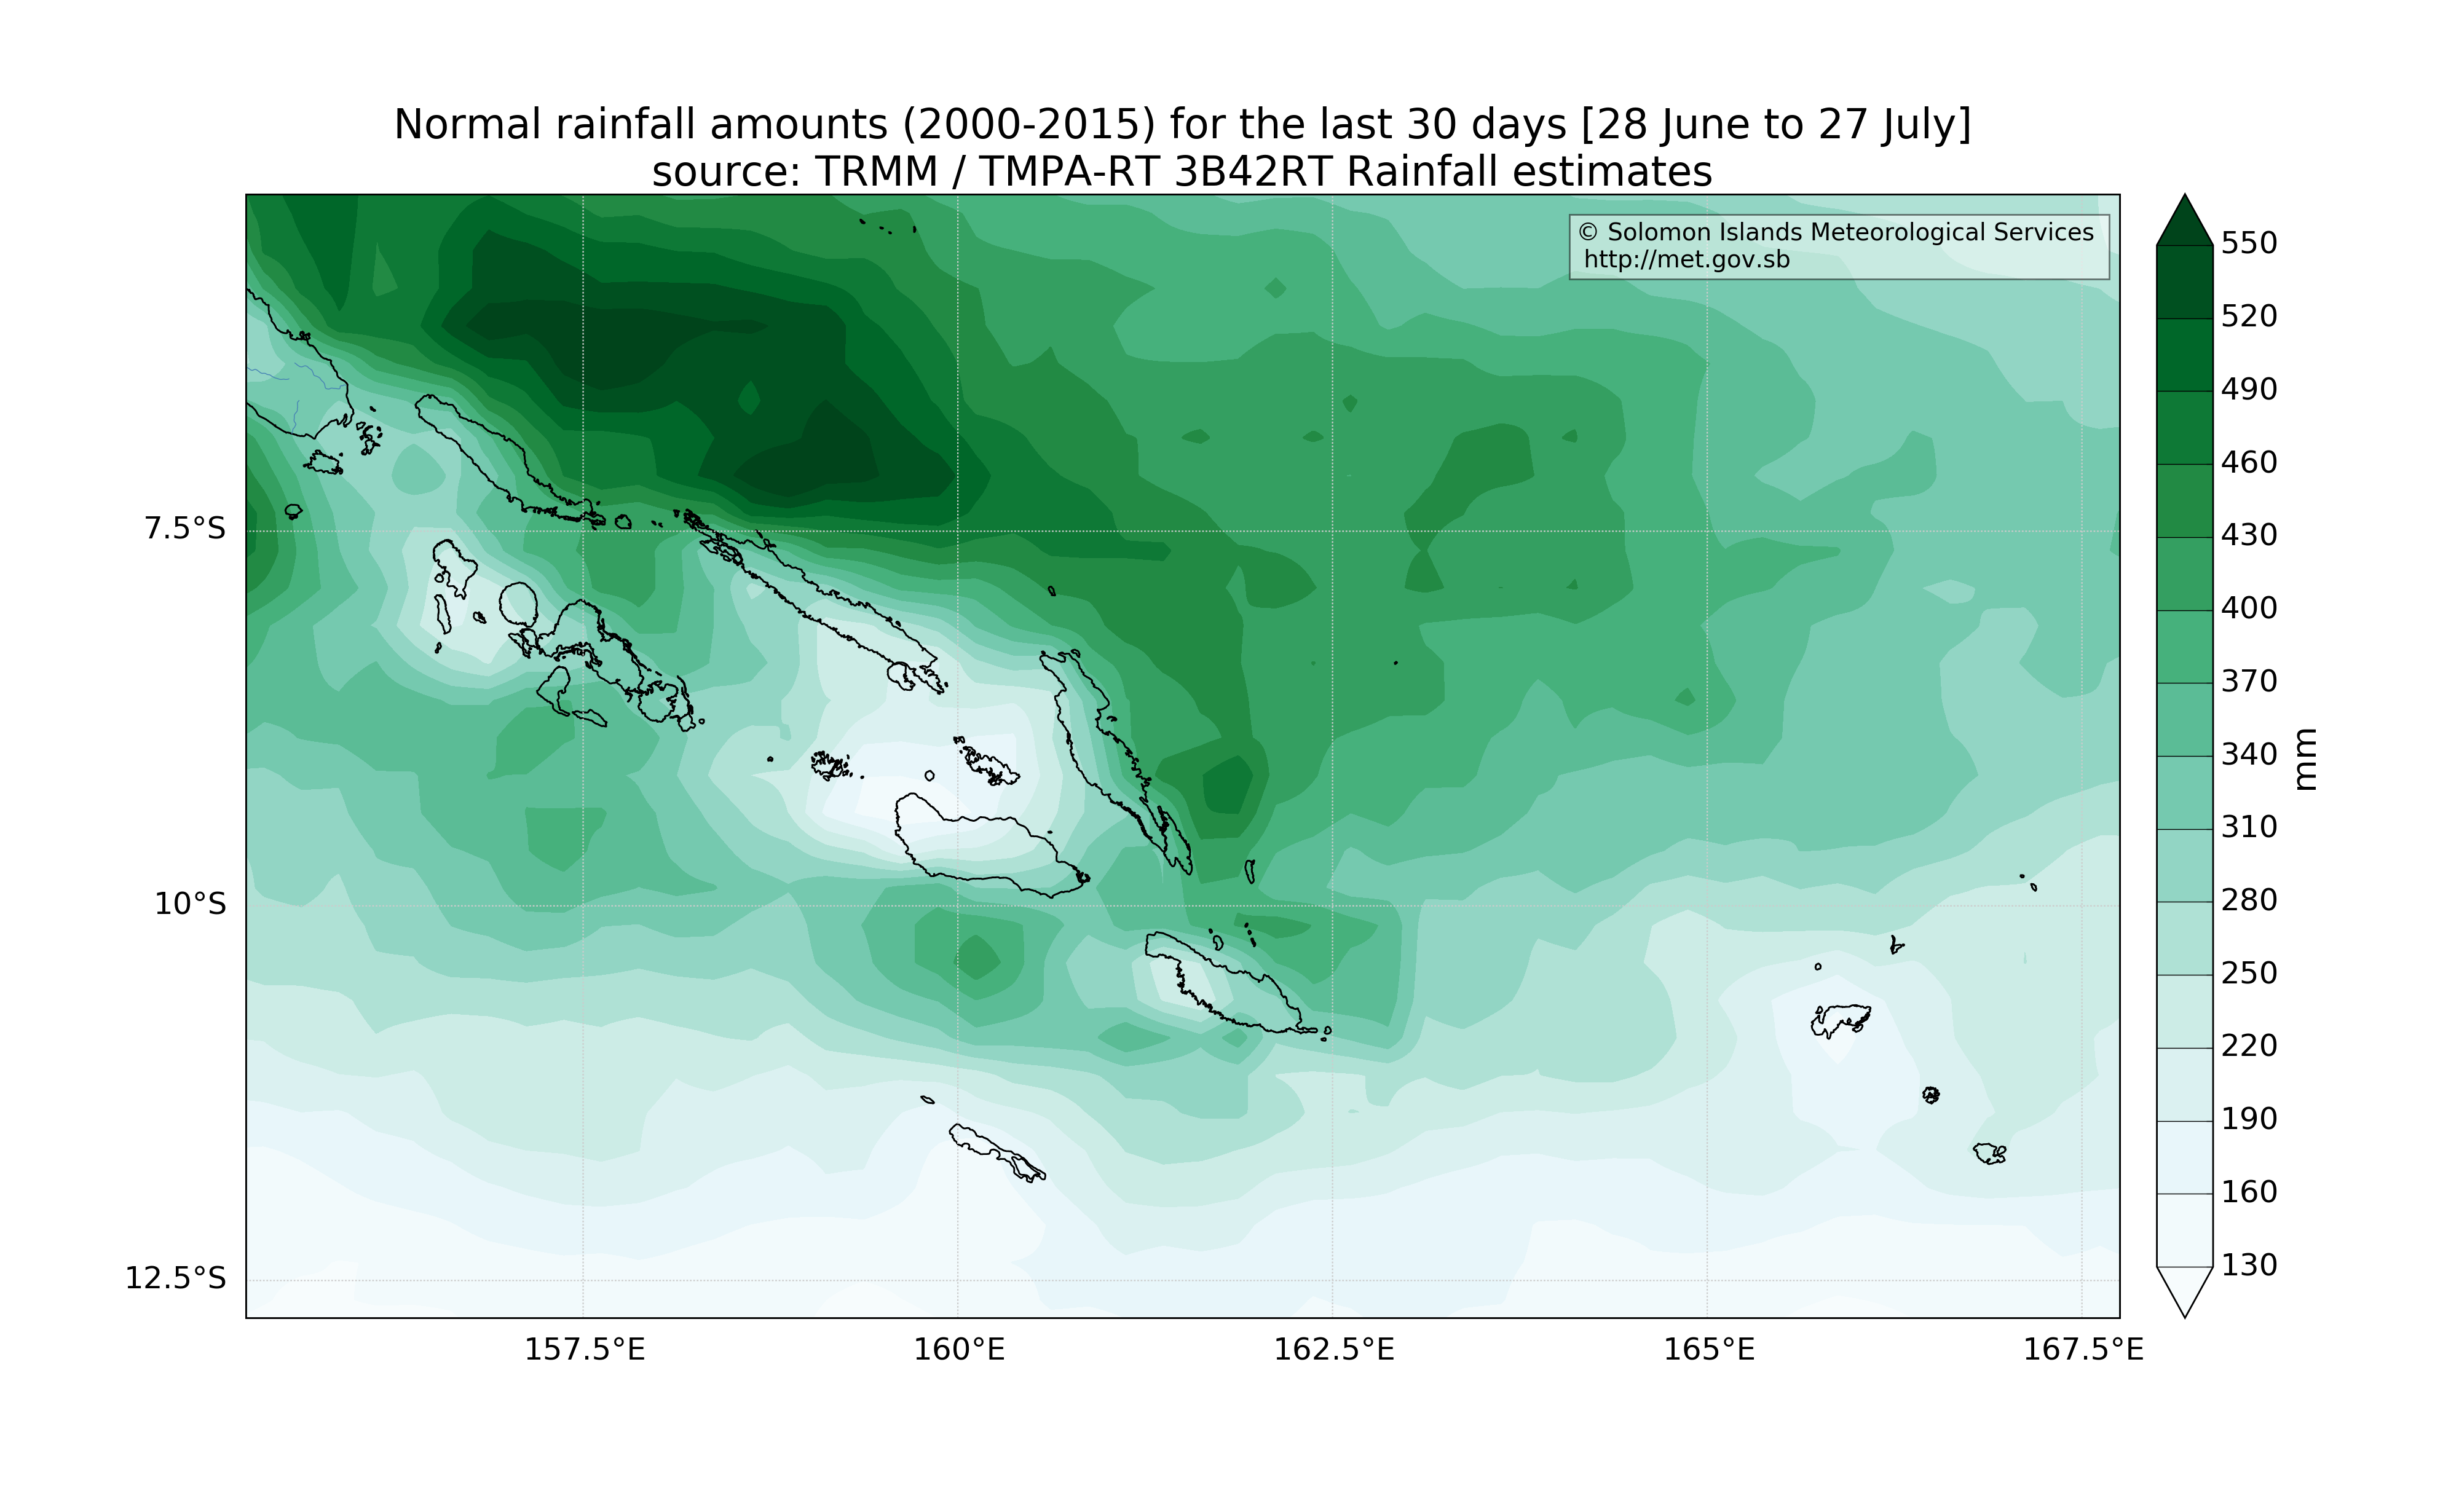 Normal rainfall amounts (2000-2015) for the last 30 days [28 June to 27 July]
source: TRMM / TMPA-RT 3B42RT Rainfall estimates
© Solomon Islands Meteorological Services
http://met.gov.sb
7.5°S
10°S
12.5°S
157.5°E
160°E
162.5°E
165°E
167.5°E
550
520
490
460
430
400
370
340
310
280
250
220
190
160
130
mm